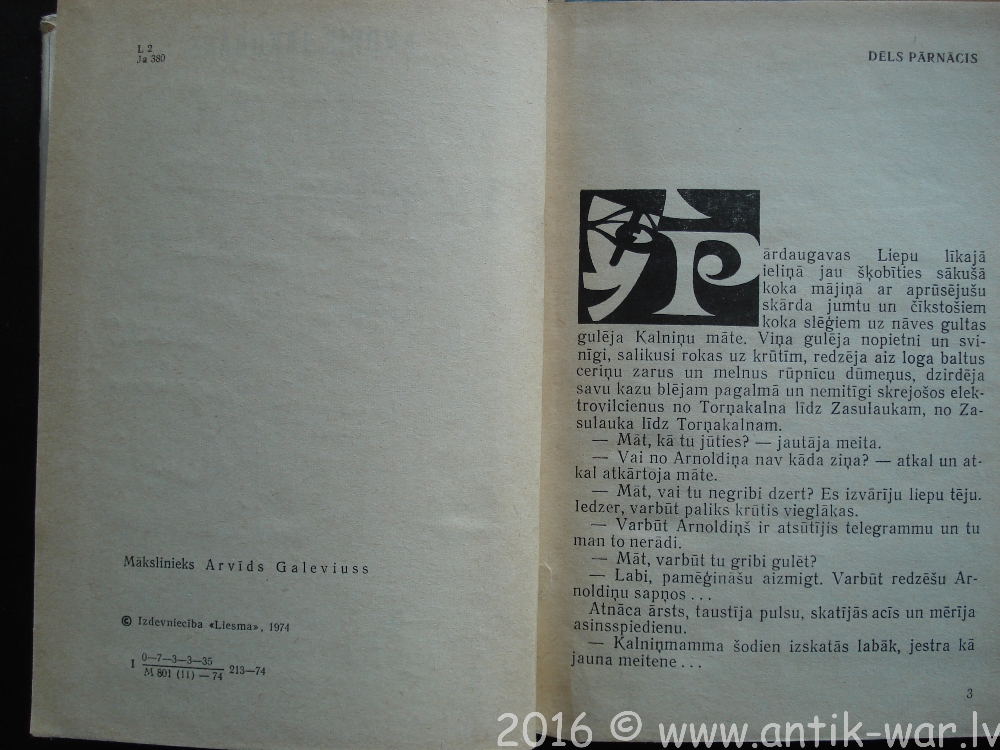 L 2
Ja 380
Mākslinieks Arvīds Galeviuss
© Izdevniecība «Liesma», 1974
1 0—7—3—3—35 213—74
M 801 (11) — 74
DĒLS PĀRNĀCIS
Pārdaugavas Liepu līkajā
ieliņā jau šķobīties sākušā
koka mājiņā ar aprūsējušu
skārda jumtu un čīkstošiem
koka slēģiem uz nāves gultas
gulēja Kalniņu māte. Viņa gulēja nopietni un svi-
nīgi, salikusi rokas uz krūtīm, redzēja aiz loga baltus
ceriņu zarus un melnus rūpnīcu dūmeņus, dzirdēja
savu kazu blējam pagalmā un nemitīgi skrejošos elek-
trovilcienus no Torņakalna līdz Zasulaukam, no Za-
sulauka līdz Torņakalnam.
— Māt, kā tu jūties? — jautāja meita.
— Vai no Arnoldiņa nav kāda ziņa? — atkal un at-
kal atkārtoja māte.
— Māt, vai tu negribi dzert? Es izvārīju liepu tēju.
Iedzer, varbūt paliks krūtis vieglākas.
— Varbūt Arnoldiņš ir atsūtījis telegrammu un tu
man to nerādi.
— Māt, varbūt tu gribi gulēt?
— Labi, pamēģināšu aizmigt. Varbūt redzēšu Ar-
noldiņu sapņos . . .
Atnāca ārsts, taustīja pulsu, skatījās acīs un mērīja
asinsspiedienu.
— Kalniņmamma šodien izskatās labāk, jestra kā
jauna meitene . . .
3
2016 © www.antik-war.lv